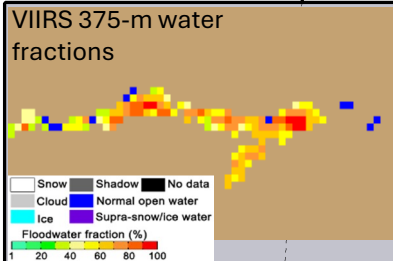 VIIRS 375-m water
fractions
Snow Shadow No data
Cloud Normal open water
Ice Supra-snow/ice water
Floodwater fraction (%)
1 20 40 60 80 100